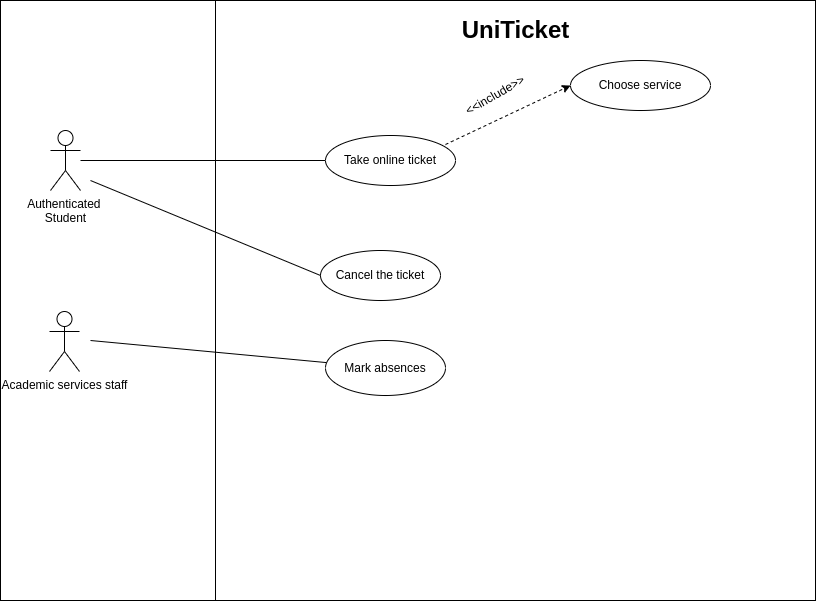 UniTicket
Choose service
<<include>>
Take online ticket
Authenticated
Student
Cancel the ticket
Mark absences
Academic services staff